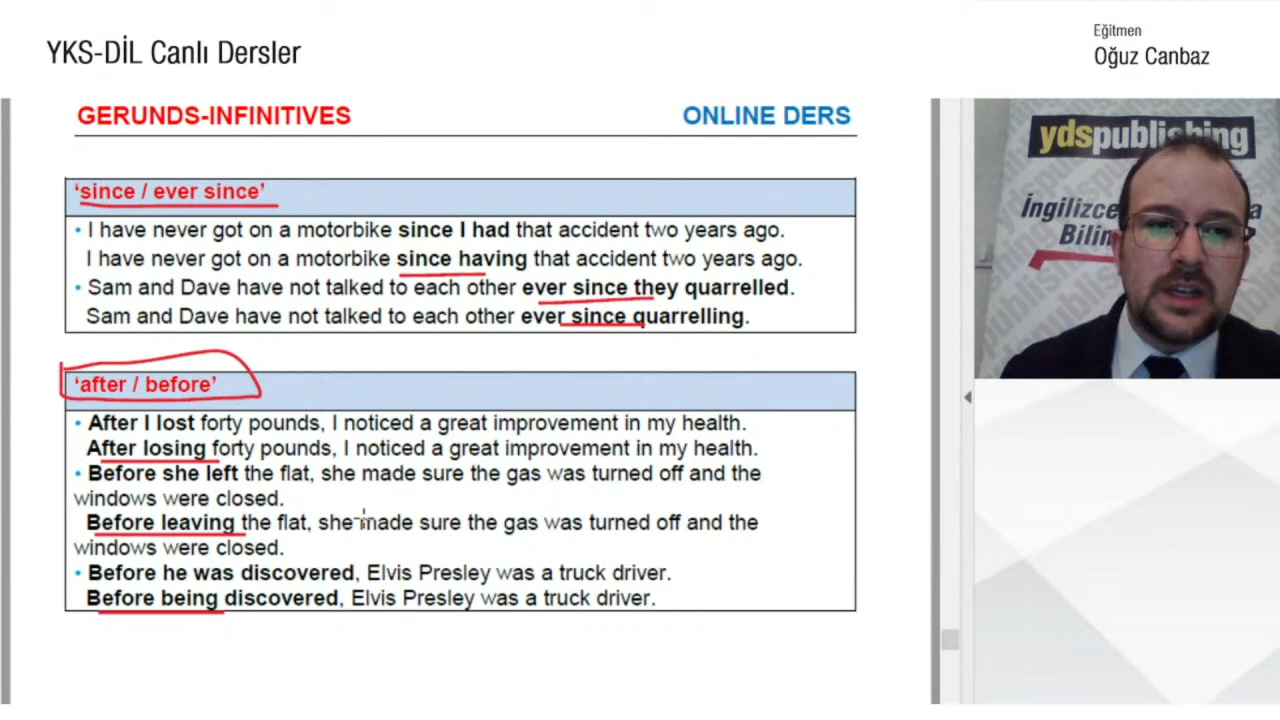 YKS-DİL Canlı Dersler
Eğitmen
Oğuz Canbaz
GERUNDS-INFINITIVES
ONLINE DERS
'since / ever since'
• I have never got on a motorbike since I had that accident two years ago.
I have never got on a motorbike since having that accident two years ago.
• Sam and Dave have not talked to each other ever since they quarrelled.
Sam and Dave have not talked to each other ever since quarrelling.
'after / before'
• After I lost forty pounds, I noticed a great improvement in my health.
After losing forty pounds, I noticed a great improvement in my health.
• Before she left the flat, she made sure the gas was turned off and the
windows were closed.
Before leaving the flat, she made sure the gas was turned off and the
windows were closed.
• Before he was discovered, Elvis Presley was a truck driver.
Before being discovered, Elvis Presley was a truck driver.
ydspublishing